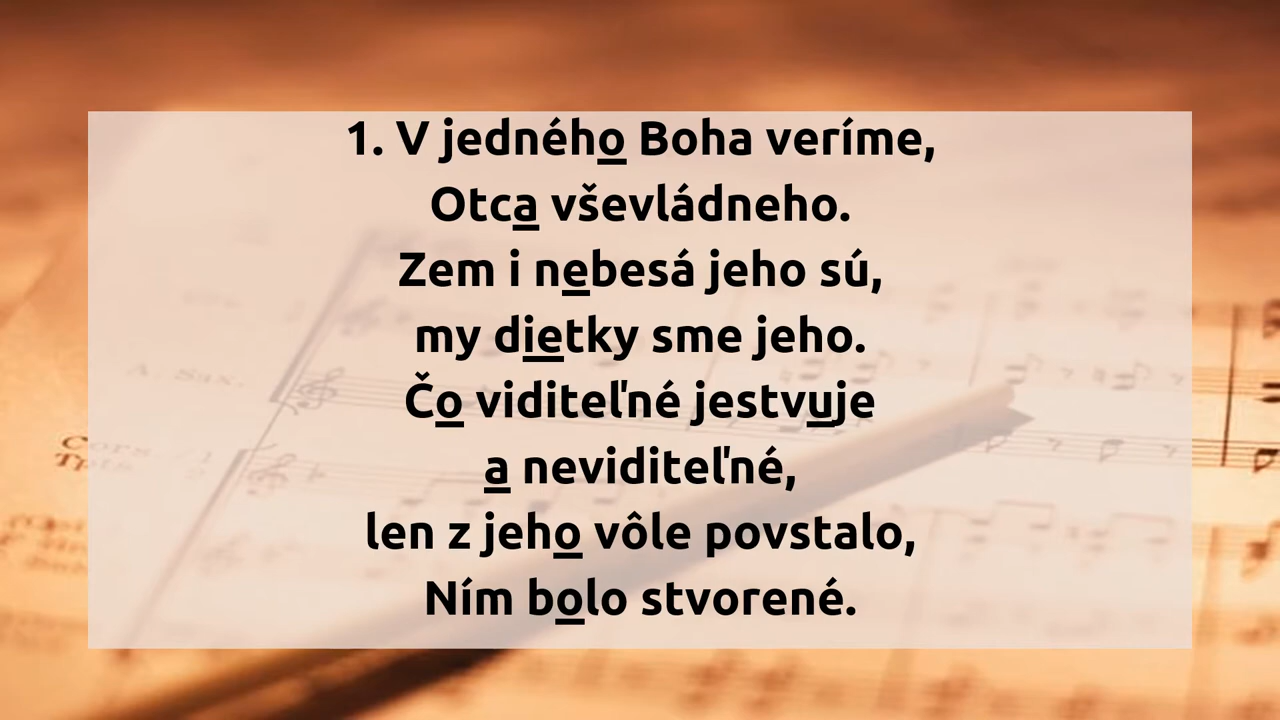 1. V jedného Boha veríme,
Otca vševládneho.
Zem i nebesá jeho sú,
my dietky sme jeho.
Čo viditeľné jestvuje
a neviditeľné,
len z jeho vôle povstalo,
Ním bolo stvorené.
A. Sax.